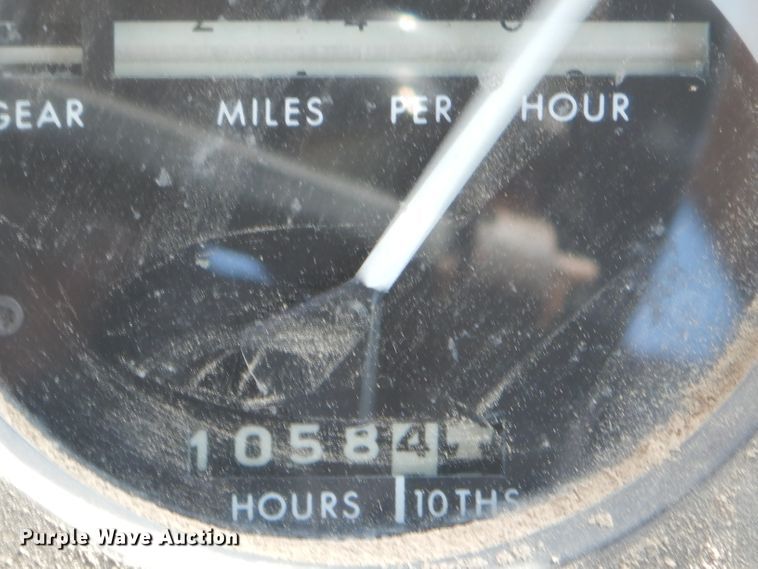 GEAR MILES PER HOUR
10584
HOURS 10THS
Purple Wave Auction